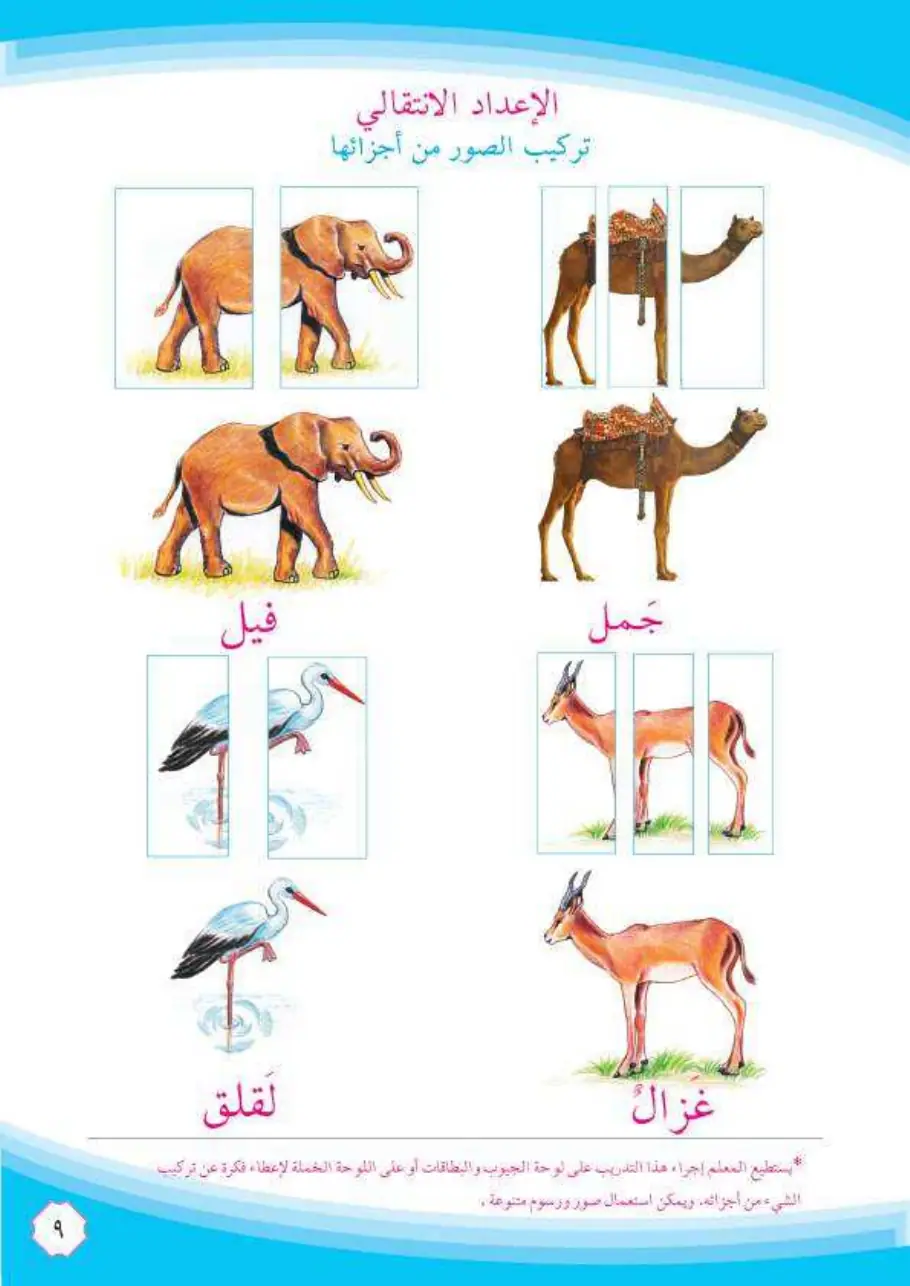 الإعداد الانتقالي
تركيب الصور من أجزائها
جَمل
فيل
غَزالٌ
لَقلق
*يستطيع المعلم إجراء هذا التدريب على لوحة الجيوب والبطاقات أو على اللوحة الخملة لإعطاء فكرة عن تركيب
الشيء من أجزائه. ويمكن استعمال صور ورسوم متنوعة .
٩